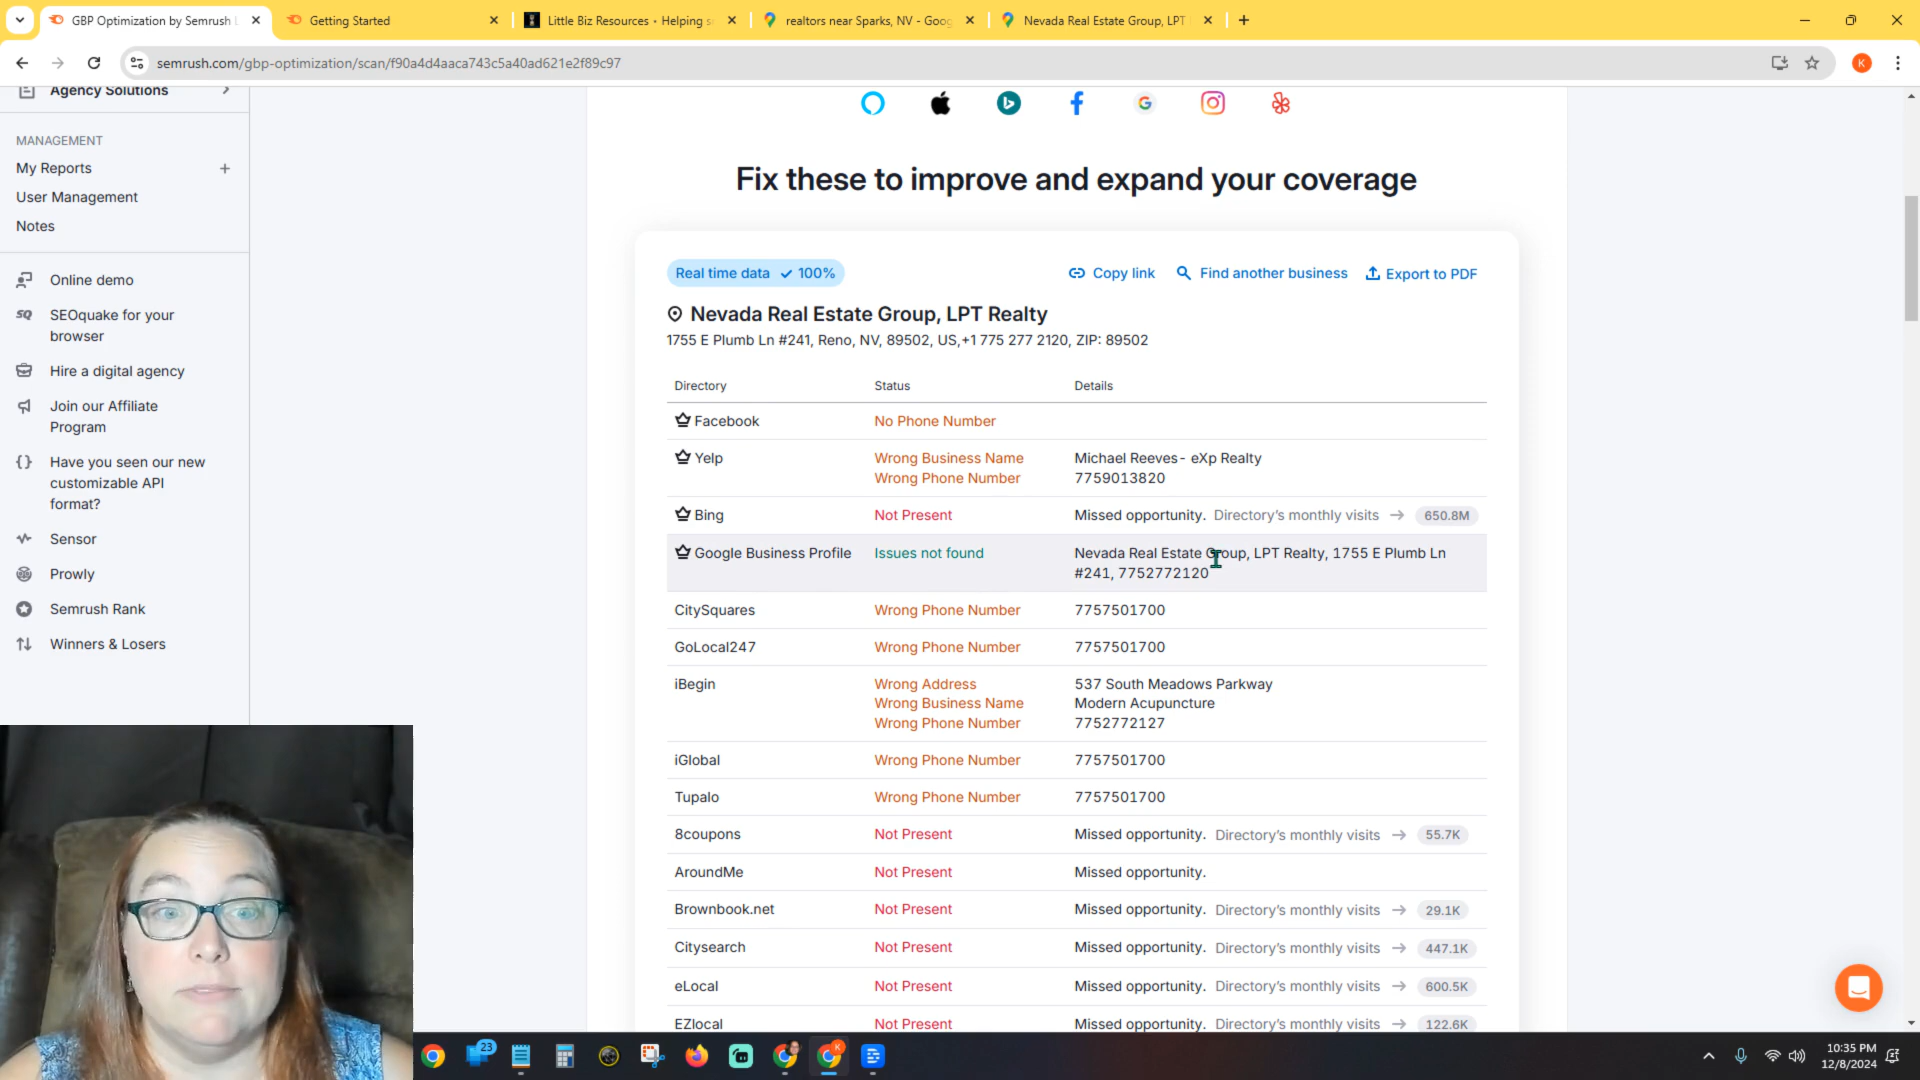 GBP Optimization by Semrush
Getting Started
Little Biz Resources • Helping s
realtors near Sparks, NV - Goog
Nevada Real Estate Group, LPT
K
semrush.com/gbp-optimization/scan/f90a4d4aaca743c5a40ad621e2f89c97
Agency Solutions
MANAGEMENT
My Reports
User Management
Notes
Online demo
SEOquake for your
browser
Hire a digital agency
Join our Affiliate
Program
Have you seen our new
customizable API
format?
Sensor
Prowly
Semrush Rank
Winners & Losers
Fix these to improve and expand your coverage
Real time data 100%
Copy link Find another business Export to PDF
Nevada Real Estate Group, LPT Realty
1755 E Plumb Ln #241, Reno, NV, 89502, US,+1 775 277 2120, ZIP: 89502
Directory Status Details
Facebook No Phone Number
Yelp Wrong Business Name Michael Reeves- eXp Realty
Wrong Phone Number 7759013820
Bing Not Present Missed opportunity. Directory's monthly visits → 650.8M
Google Business Profile Issues not found Nevada Real Estate Group, LPT Realty, 1755 E Plumb Ln
#241, 7752772120
CitySquares Wrong Phone Number 7757501700
GoLocal247 Wrong Phone Number 7757501700
iBegin Wrong Address 537 South Meadows Parkway
Wrong Business Name Modern Acupuncture
Wrong Phone Number 7752772127
iGlobal Wrong Phone Number 7757501700
Tupalo Wrong Phone Number 7757501700
8coupons Not Present Missed opportunity. Directory's monthly visits → 55.7K
AroundMe Not Present Missed opportunity.
Brownbook.net Not Present Missed opportunity. Directory's monthly visits → 29.1K
Citysearch Not Present Missed opportunity. Directory's monthly visits → 447.1K
eLocal Not Present Missed opportunity. Directory's monthly visits → 600.5K
EZlocal Not Present Missed opportunity. Directory's monthly visits → 122.6K
23
K
10:35 PM
12/8/2024